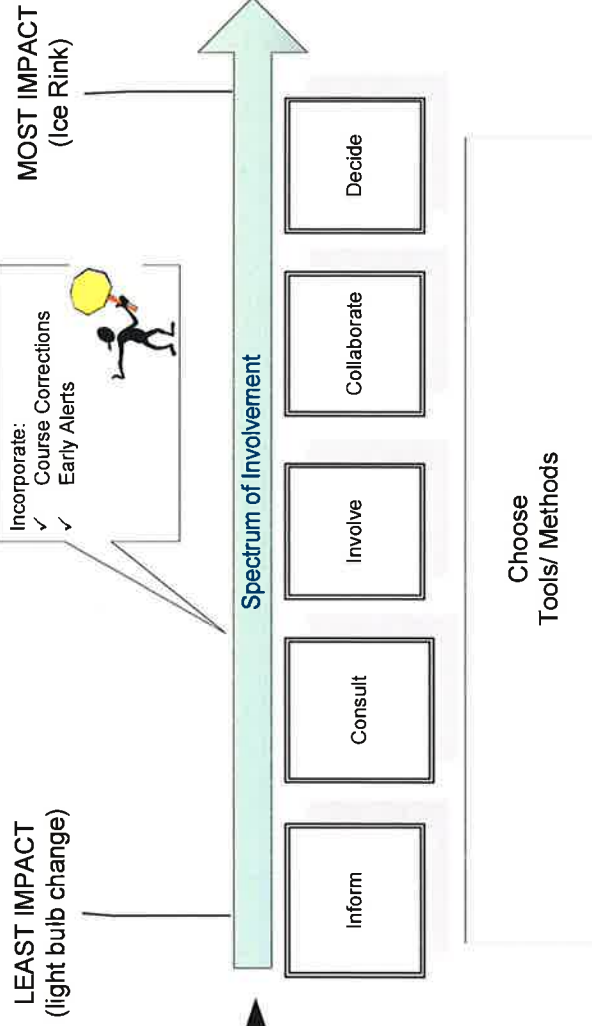 LEAST IMPACT
(light bulb change)
MOST IMPACT
(Ice Rink)
Incorporate:
✓ Course Corrections
✓ Early Alerts
Spectrum of Involvement
Inform
Consult
Involve
Collaborate
Decide
Choose
Tools/ Methods